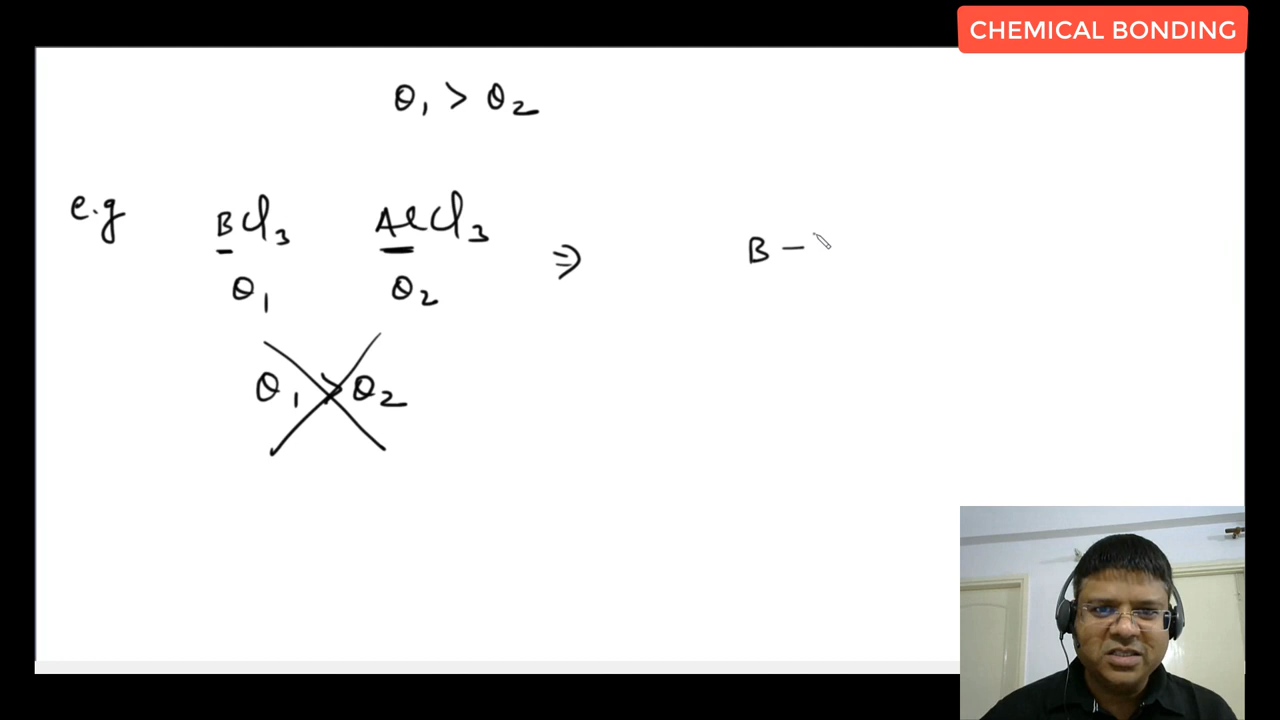 CHEMICAL BONDING
θ₁ > θ₂
e.g BCl₃ AlCl₃ ⇒ B –
θ₁ θ₂
θ₁ > θ₂